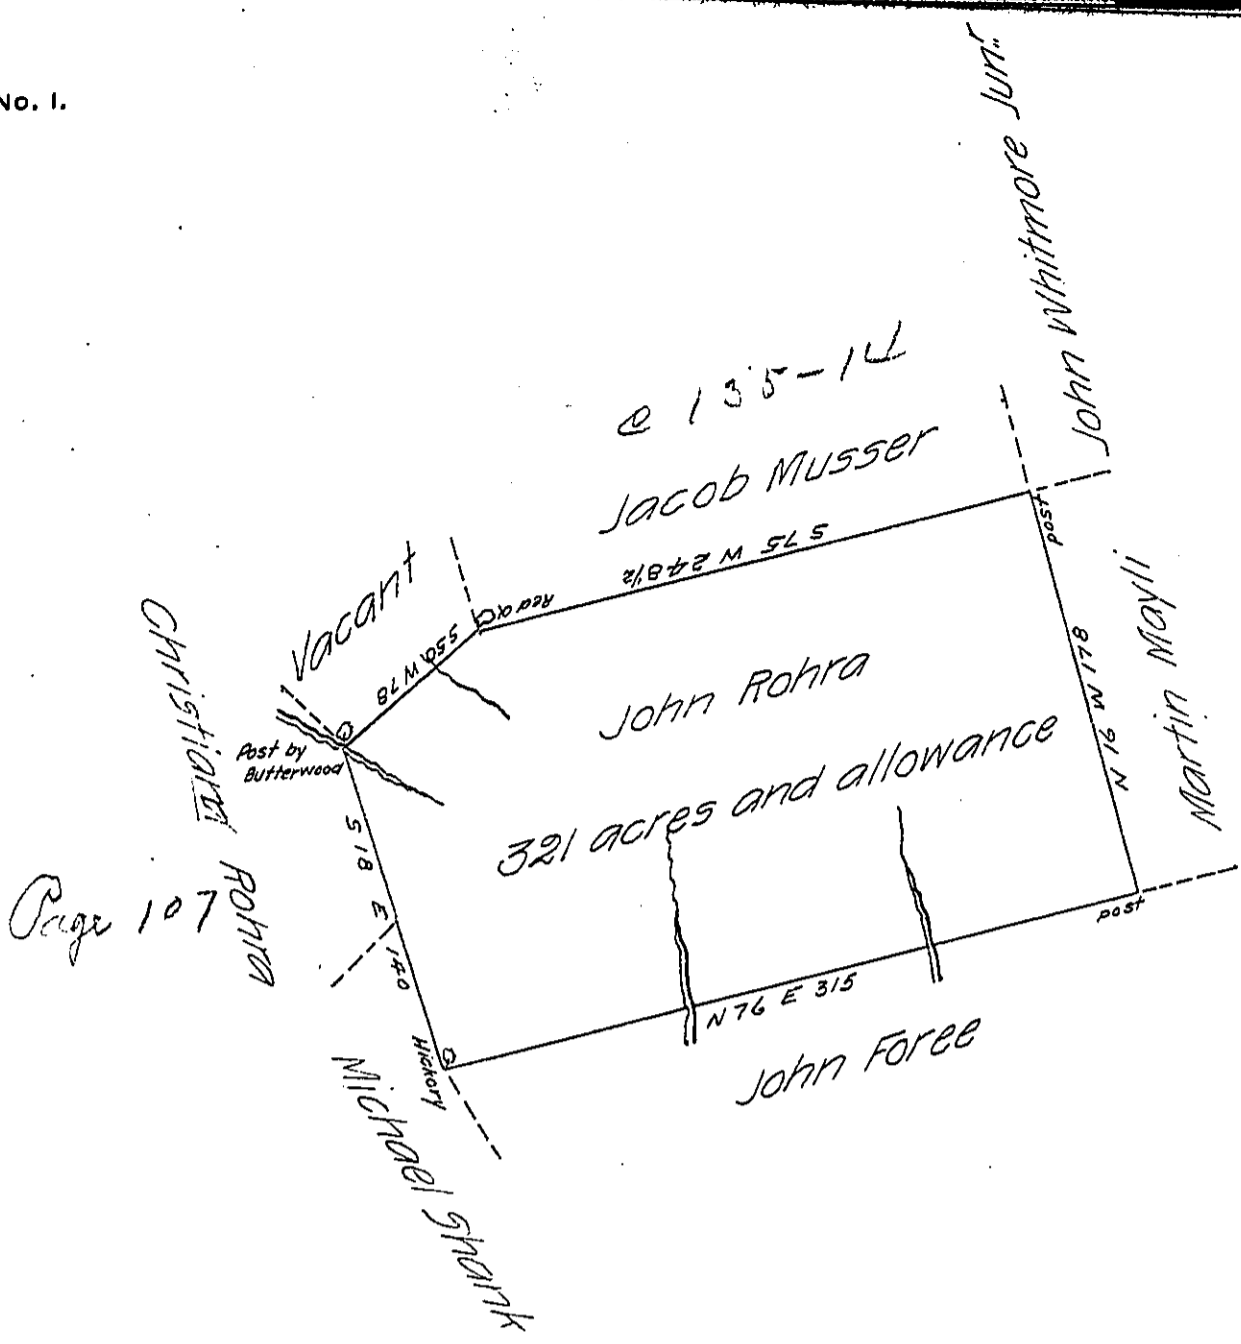 No. 1.
John Whitmore Junr.
C 135-14
Jacob Musser
S 75 W 248½
post
Red O
Vacant
S50 W 78
Christian Rohra
Post by
Butterwood
John Rohra
321 acres and allowance
N 16 W 178
Martin Mayli
S 18 E 140
Page 107
post
N 76 E 315
Hickory
John Foree
Michael Shank